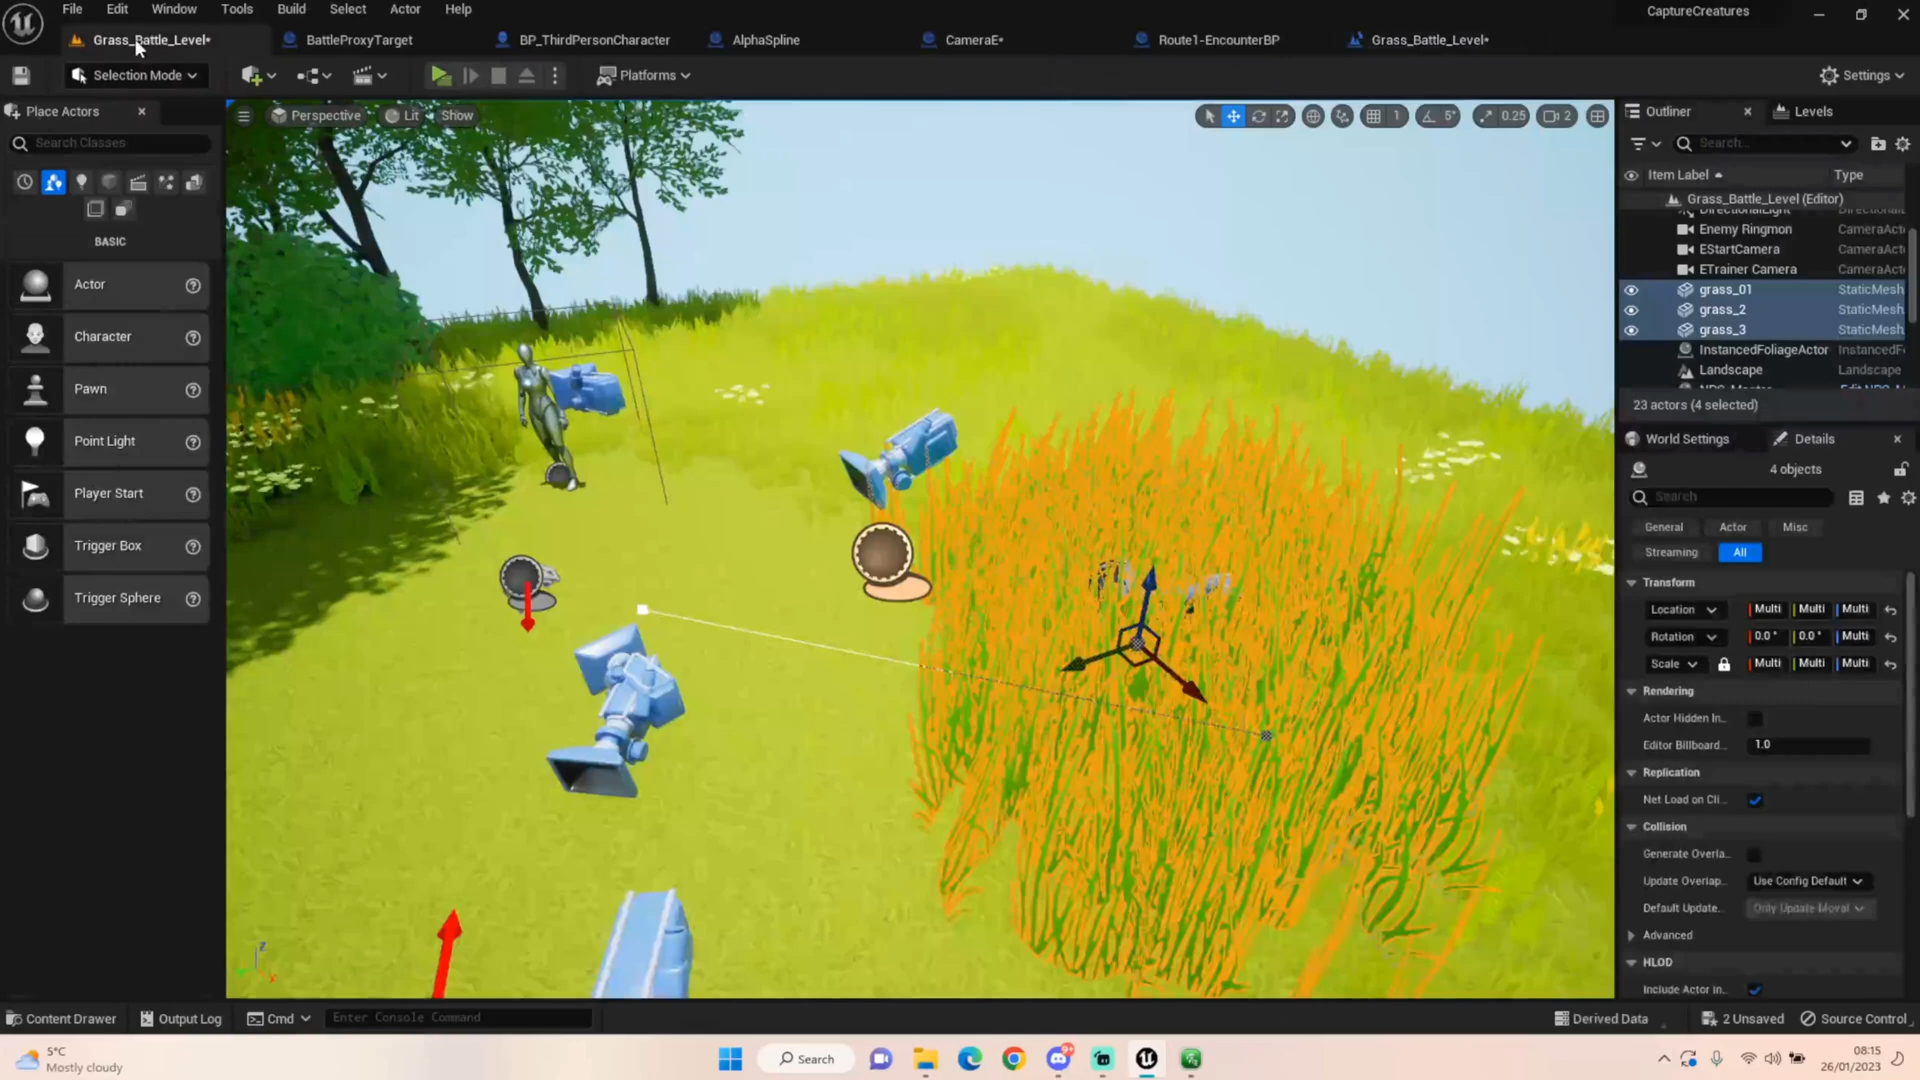 File Edit Window Tools Build Select Actor Help
CaptureCreatures
Grass_Battle_Level* BattleProxyTarget BP_ThirdPersonCharacter AlphaSpline CameraE* Route1-EncounterBP Grass_Battle_Level*
Selection Mode Platforms Settings
Place Actors
Search Classes
BASIC
Actor
Character
Pawn
Point Light
Player Start
Trigger Box
Trigger Sphere
Perspective Lit Show
1 5° 0.25 2
Outliner Levels
Search...
Item Label Type
Grass_Battle_Level (Editor)
DirectionalLight Directional
Enemy Ringmon CameraAct
EStartCamera CameraAct
ETrainer Camera CameraAct
grass_01 StaticMesh
grass_2 StaticMesh
grass_3 StaticMesh
InstancedFoliageActor InstancedF
Landscape Landscape
23 actors (4 selected)
World Settings Details
4 objects
Search
General Actor Misc
Streaming All
Transform
Location Multi Multi Multi
Rotation 0.0° 0.0° Multi
Scale Multi Multi Multi
Rendering
Actor Hidden In..
Editor Billboard.. 1.0
Replication
Net Load on Cli..
Collision
Generate Overla..
Update Overlap.. Use Config Default
Default Update.. Only Update Moval
Advanced
HLOD
Include Actor in..
Z
X
Content Drawer Output Log Cmd Enter Console Command
Derived Data 2 Unsaved Source Control
5°C
Mostly cloudy
Search
9+
08:15
26/01/2023